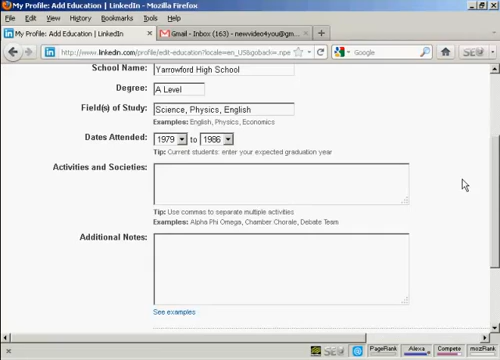 My Profile: Add Education | LinkedIn - Mozilla Firefox
File Edit View History Bookmarks Tools Help
My Profile: Add Education | LinkedIn
Gmail - Inbox (163) - newvideo4you@gm...
http://www.linkedin.com/profile/edit-education?locale=en_US&goback=.npe
Google
SEO
School Name: Yarrowford High School
Degree: A Level
Field(s) of Study: Science, Physics, English
Examples: English, Physics, Economics
Dates Attended: 1979 to 1986
Tip: Current students: enter your expected graduation year
Activities and Societies:
Tip: Use commas to separate multiple activities
Examples: Alpha Phi Omega, Chamber Chorale, Debate Team
Additional Notes:
See examples
PageRank Alexa Compete mozRank